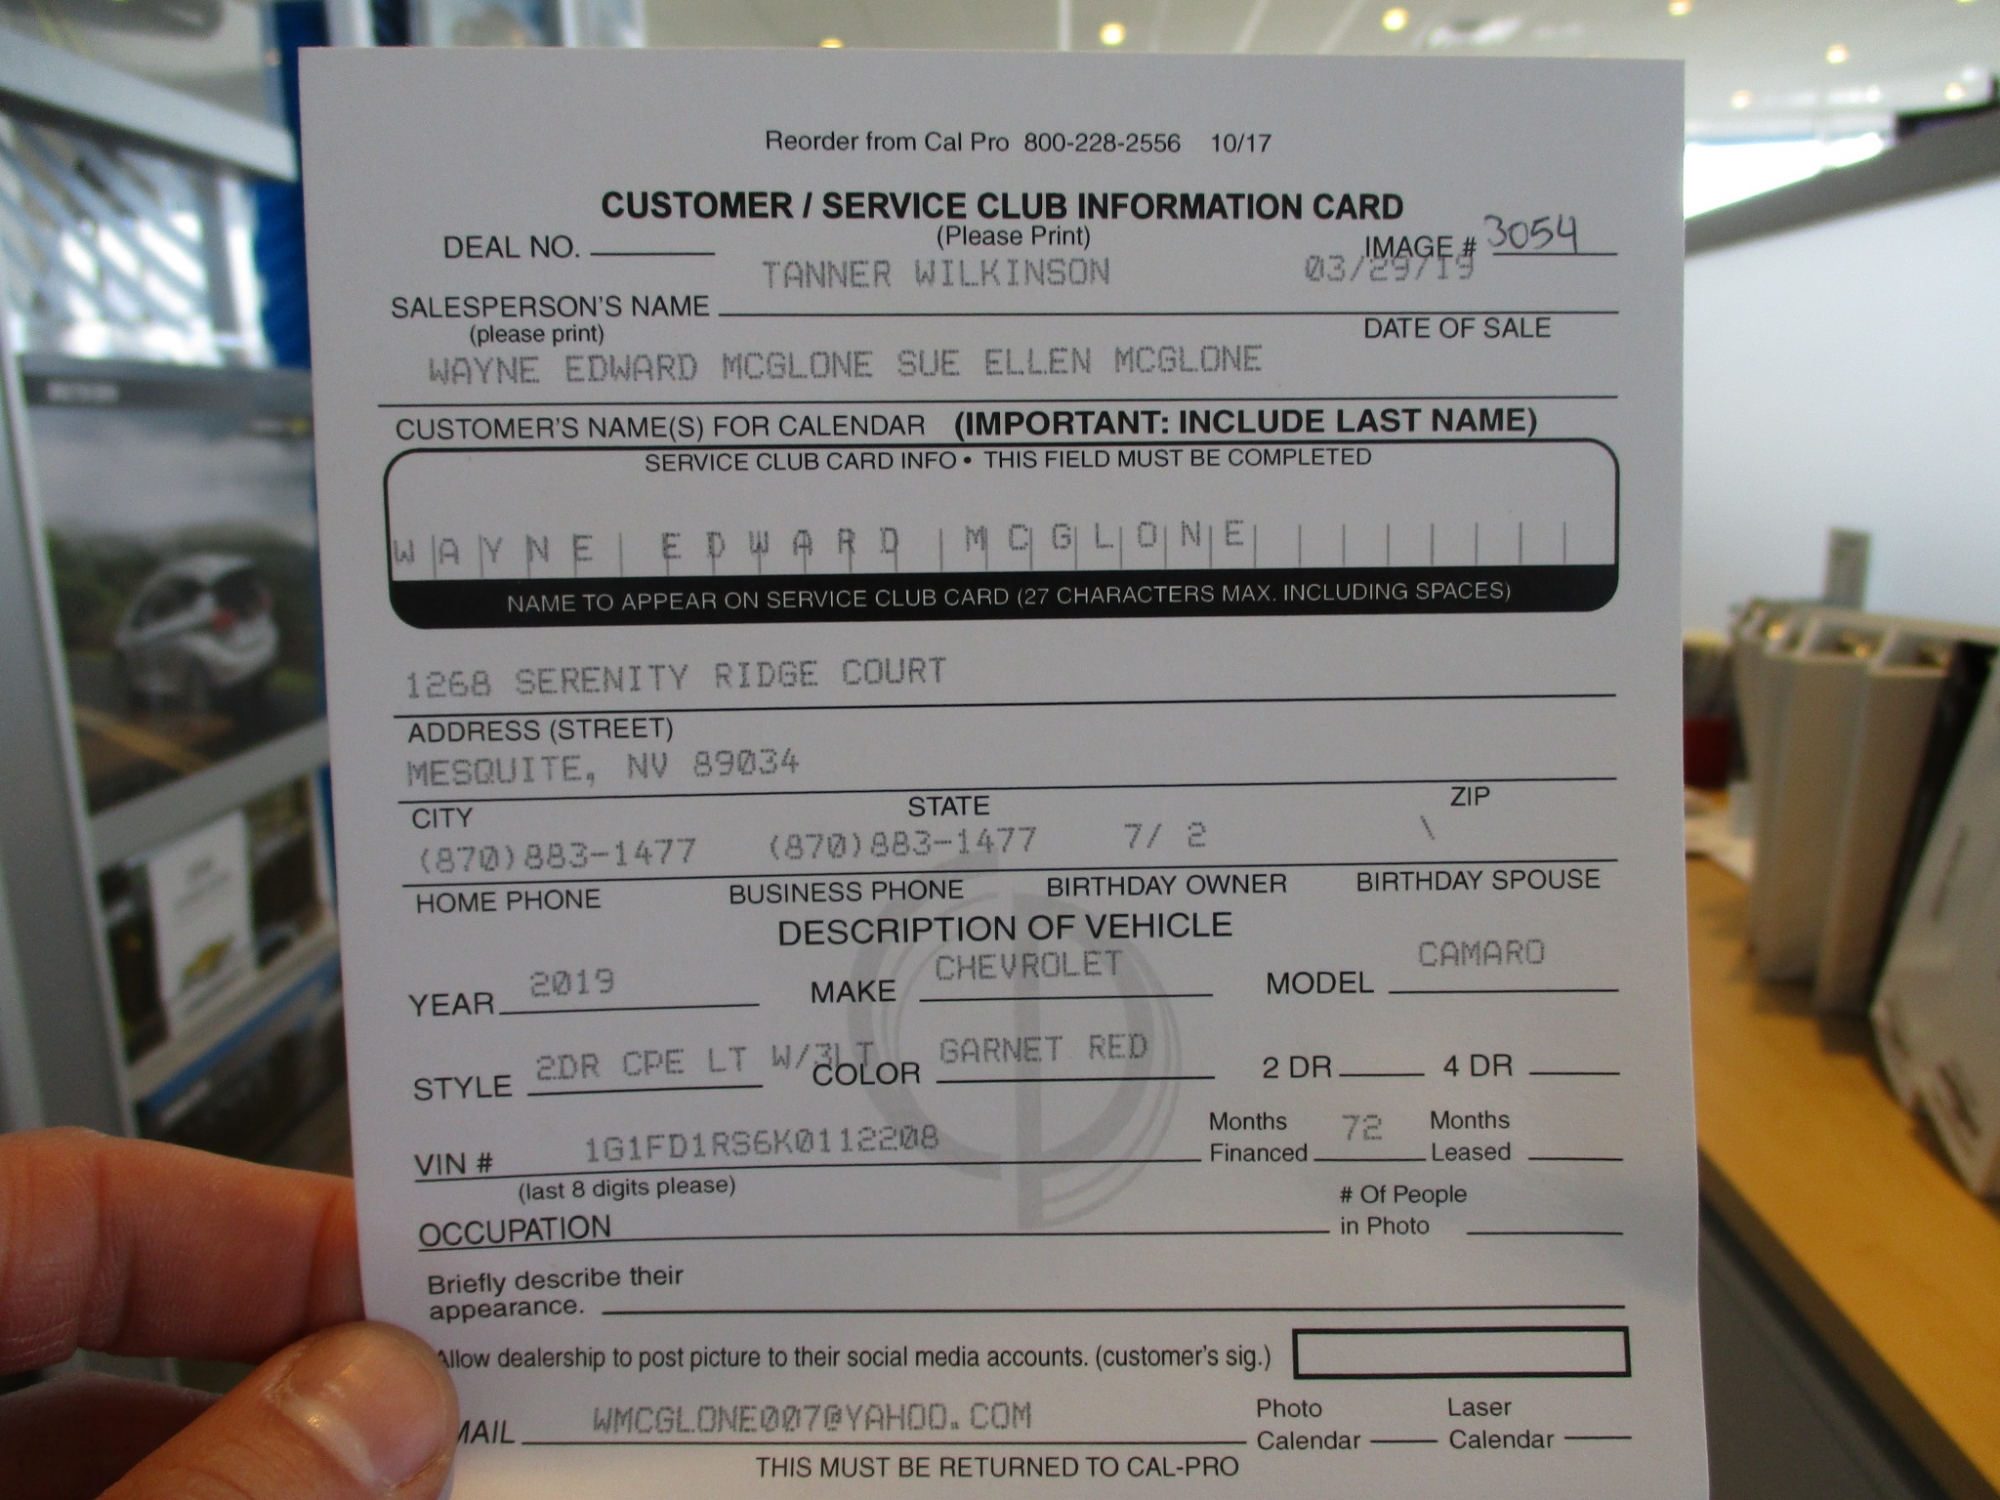 Reorder from Cal Pro 800-228-2556 10/17
CUSTOMER / SERVICE CLUB INFORMATION CARD
(Please Print)
DEAL NO. IMAGE # 3054
TANNER WILKINSON 03/29/19
SALESPERSON'S NAME
(please print) DATE OF SALE
WAYNE EDWARD MCGLONE SUE ELLEN MCGLONE
CUSTOMER'S NAME(S) FOR CALENDAR (IMPORTANT: INCLUDE LAST NAME)
SERVICE CLUB CARD INFO • THIS FIELD MUST BE COMPLETED
WAYNE EDWARD MCGLONE
NAME TO APPEAR ON SERVICE CLUB CARD (27 CHARACTERS MAX. INCLUDING SPACES)
1268 SERENITY RIDGE COURT
ADDRESS (STREET)
MESQUITE, NV 89034
CITY STATE ZIP
(870)883-1477 (870)883-1477 7/ 2 \
HOME PHONE BUSINESS PHONE BIRTHDAY OWNER BIRTHDAY SPOUSE
DESCRIPTION OF VEHICLE
YEAR 2019 MAKE CHEVROLET MODEL CAMARO
STYLE 2DR CPE LT W/3LT COLOR GARNET RED 2 DR 4 DR
VIN # 1G1FD1RS6K0112208 Months Financed 72 Months Leased
(last 8 digits please)
OCCUPATION # Of People in Photo
Briefly describe their
appearance.
Allow dealership to post picture to their social media accounts. (customer's sig.)
MAIL WMCGLONE007@YAHOO.COM Photo Calendar Laser Calendar
THIS MUST BE RETURNED TO CAL-PRO